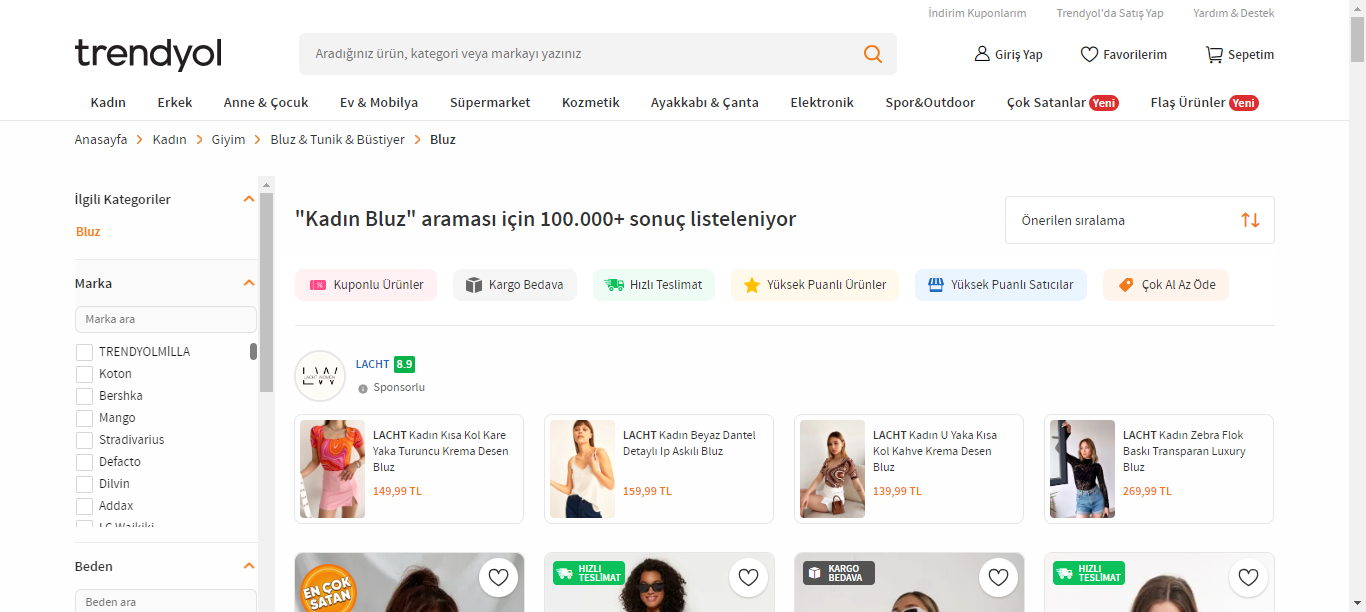 İndirim Kuponlarım Trendyol'da Satış Yap Yardım & Destek
trendyol
Aradığınız ürün, kategori veya markayı yazınız
Giriş Yap Favorilerim Sepetim
Kadın Erkek Anne & Çocuk Ev & Mobilya Süpermarket Kozmetik Ayakkabı & Çanta Elektronik Spor&Outdoor Çok Satanlar Yeni Flaş Ürünler Yeni
Anasayfa > Kadın > Giyim > Bluz & Tunik & Büstiyer > Bluz
İlgili Kategoriler
Bluz
Marka
Marka ara
TRENDYOLMİLLA
Koton
Bershka
Mango
Stradivarius
Defacto
Dilvin
Addax
LC Waikiki
Beden
Beden ara
"Kadın Bluz" araması için 100.000+ sonuç listeleniyor
Önerilen sıralama
Kuponlu Ürünler Kargo Bedava Hızlı Teslimat Yüksek Puanlı Ürünler Yüksek Puanlı Satıcılar Çok Al Az Öde
LW
LACHT WOMEN
LACHT 8.9
Sponsorlu
LACHT Kadın Kısa Kol Kare
Yaka Turuncu Krema Desen
Bluz
149,99 TL
LACHT Kadın Beyaz Dantel
Detaylı Ip Askılı Bluz
159,99 TL
LACHT Kadın U Yaka Kısa
Kol Kahve Krema Desen
Bluz
139,99 TL
LACHT Kadın Zebra Flok
Baskı Transparan Luxury
Bluz
269,99 TL
EN ÇOK
SATAN
HIZLI
TESLİMAT
KARGO
BEDAVA
HIZLI
TESLİMAT